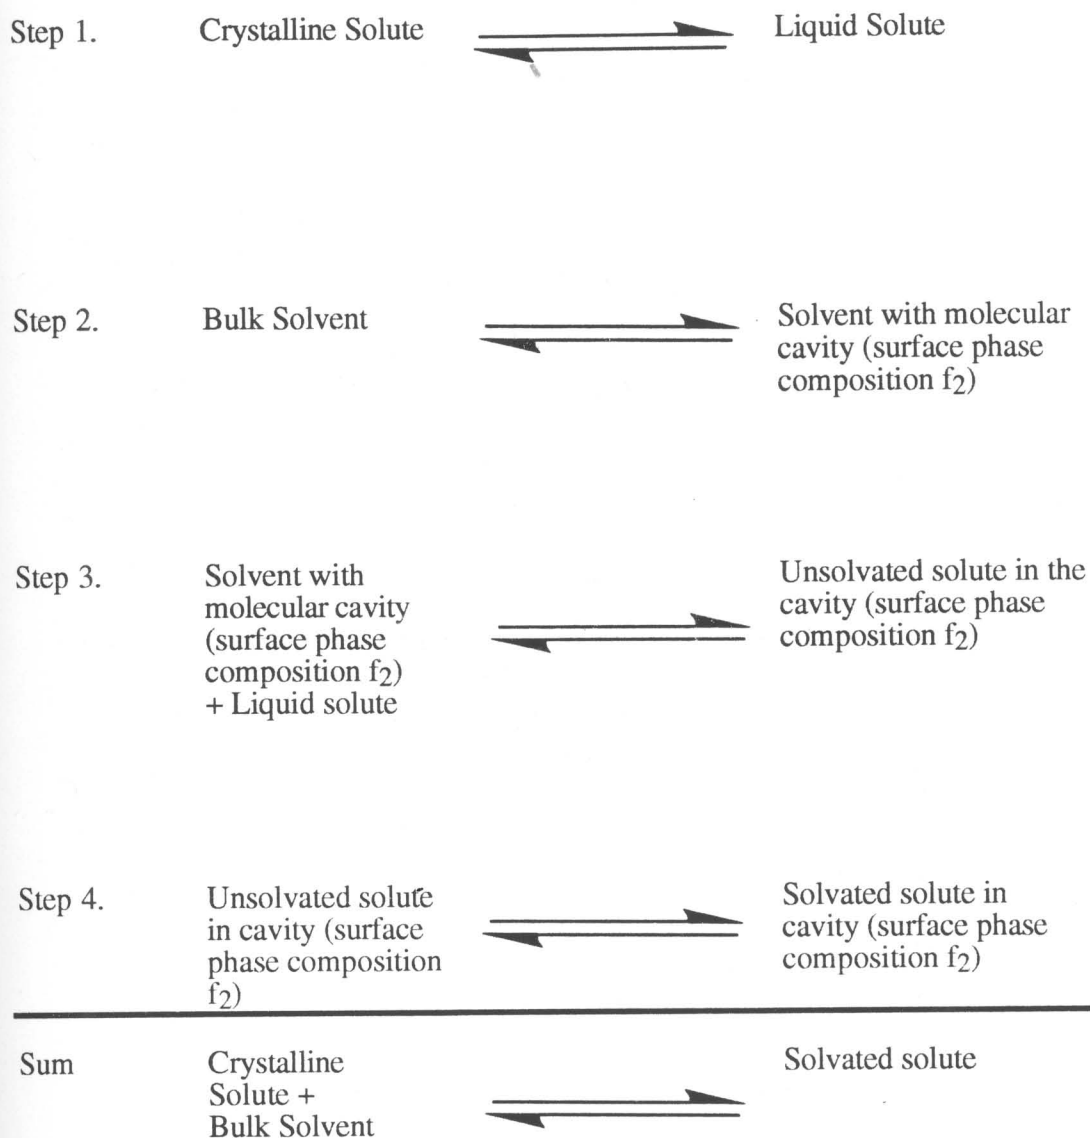 Step 1.
Crystalline Solute
Liquid Solute
Step 2.
Bulk Solvent
Solvent with molecular
cavity (surface phase
composition f2)
Step 3.
Solvent with
molecular cavity
(surface phase
composition f2)
+ Liquid solute
Unsolvated solute in the
cavity (surface phase
composition f2)
Step 4.
Unsolvated solute
in cavity (surface
phase composition
f2)
Solvated solute in
cavity (surface phase
composition f2)
Sum
Crystalline
Solute +
Bulk Solvent
Solvated solute